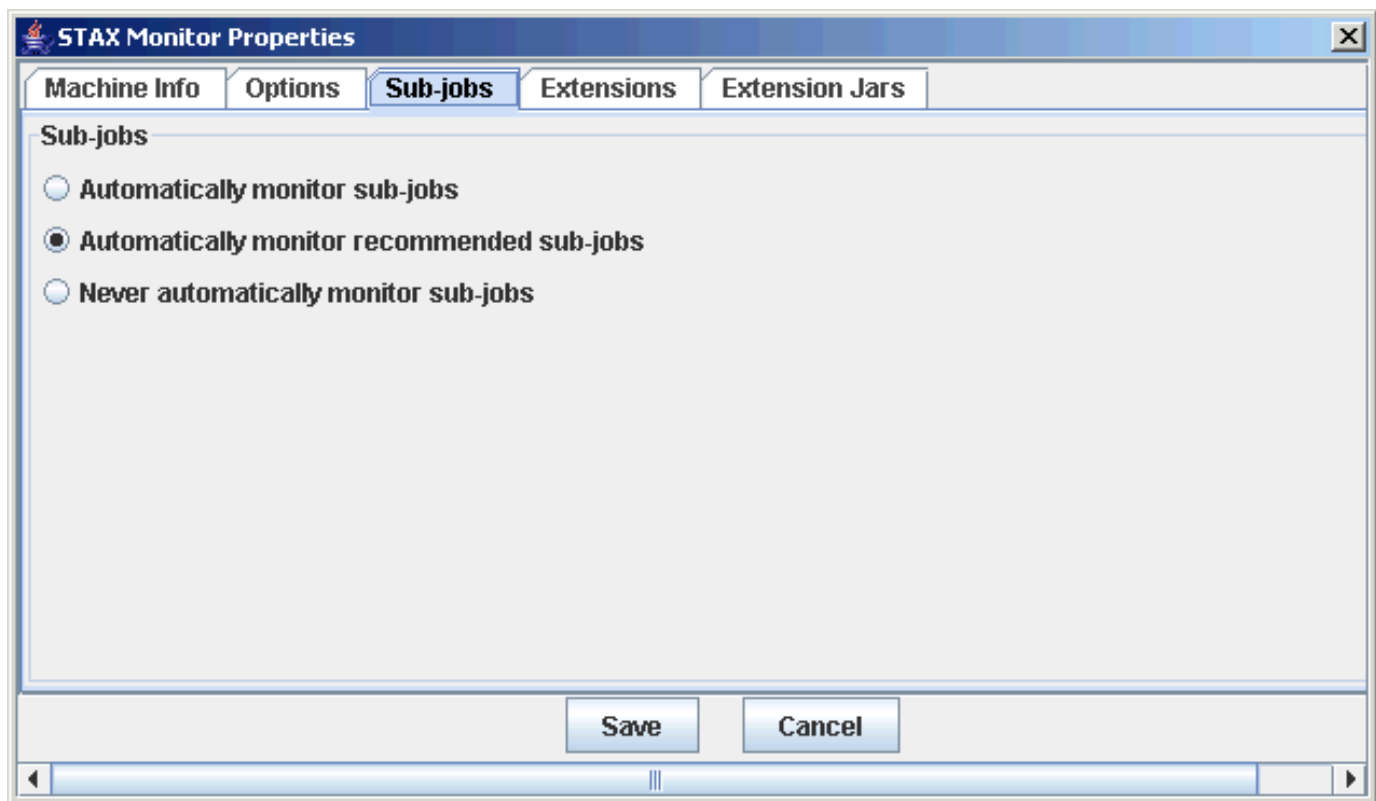 STAX Monitor Properties
Machine Info Options Sub-jobs Extensions Extension Jars
Sub-jobs
Automatically monitor sub-jobs
Automatically monitor recommended sub-jobs
Never automatically monitor sub-jobs
Save Cancel